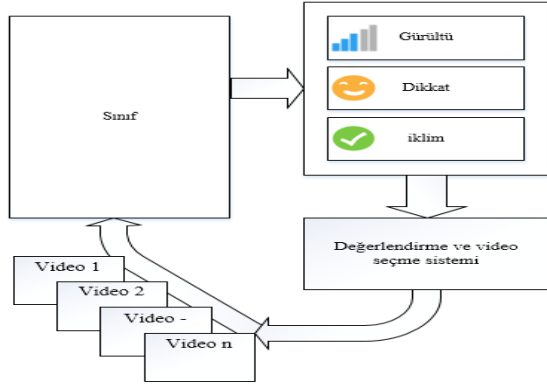 Sınıf
Gürültü
Dikkat
iklim
Değerlendirme ve video
seçme sistemi
Video 1
Video 2
Video -
Video n